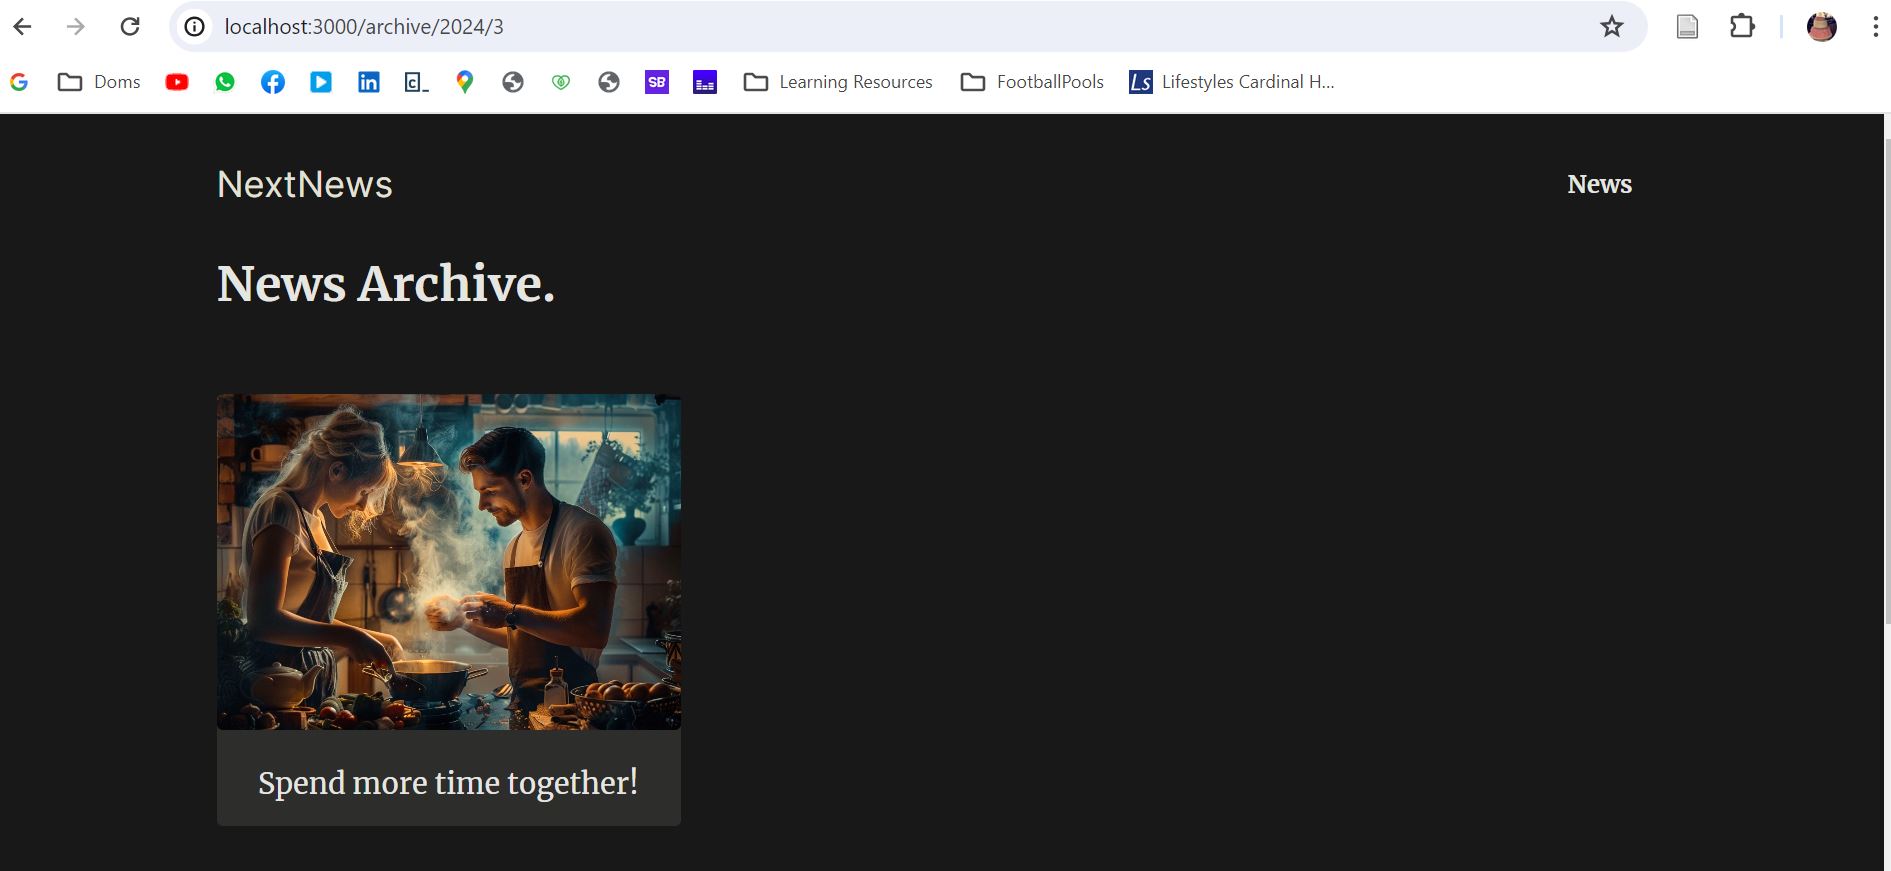 localhost:3000/archive/2024/3
Doms
Learning Resources
FootballPools
Lifestyles Cardinal H...
NextNews
News
News Archive.
Spend more time together!